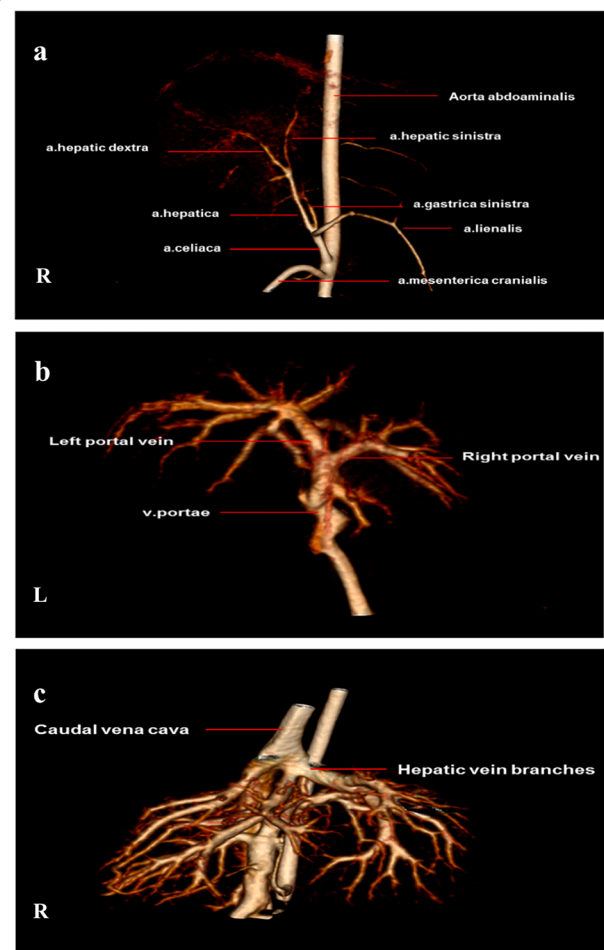 a
Aorta abdoaminalis
a.hepatic sinistra
a.hepatic dextra
a.gastrica sinistra
a.hepatica
a.lienalis
a.celiaca
R
a.mesenterica cranialis
b
Left portal vein
Right portal vein
v.portae
L
c
Caudal vena cava
Hepatic vein branches
R